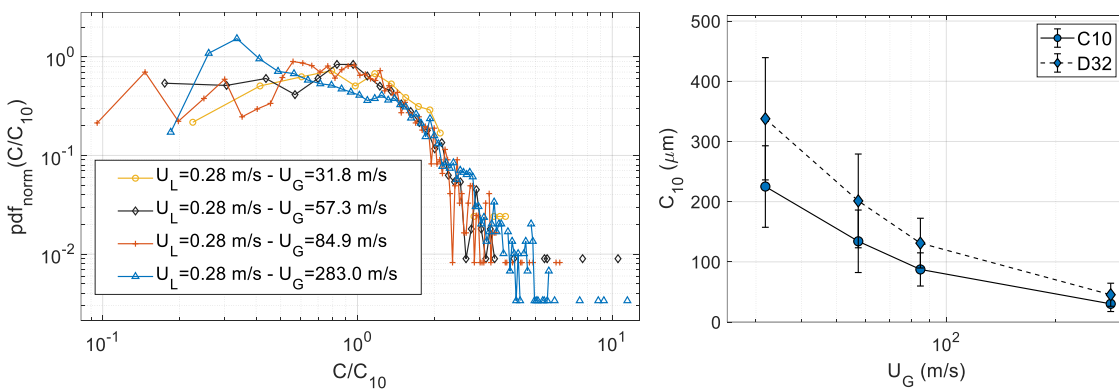 pdf_norm(C/C_10)
10^0
10^-1
10^-2
U_L=0.28 m/s - U_G=31.8 m/s
U_L=0.28 m/s - U_G=57.3 m/s
U_L=0.28 m/s - U_G=84.9 m/s
U_L=0.28 m/s - U_G=283.0 m/s
10^-1 10^0 10^1
C/C_10
C_10 (μm)
500
400
300
200
100
0
C10
D32
10^2
U_G (m/s)